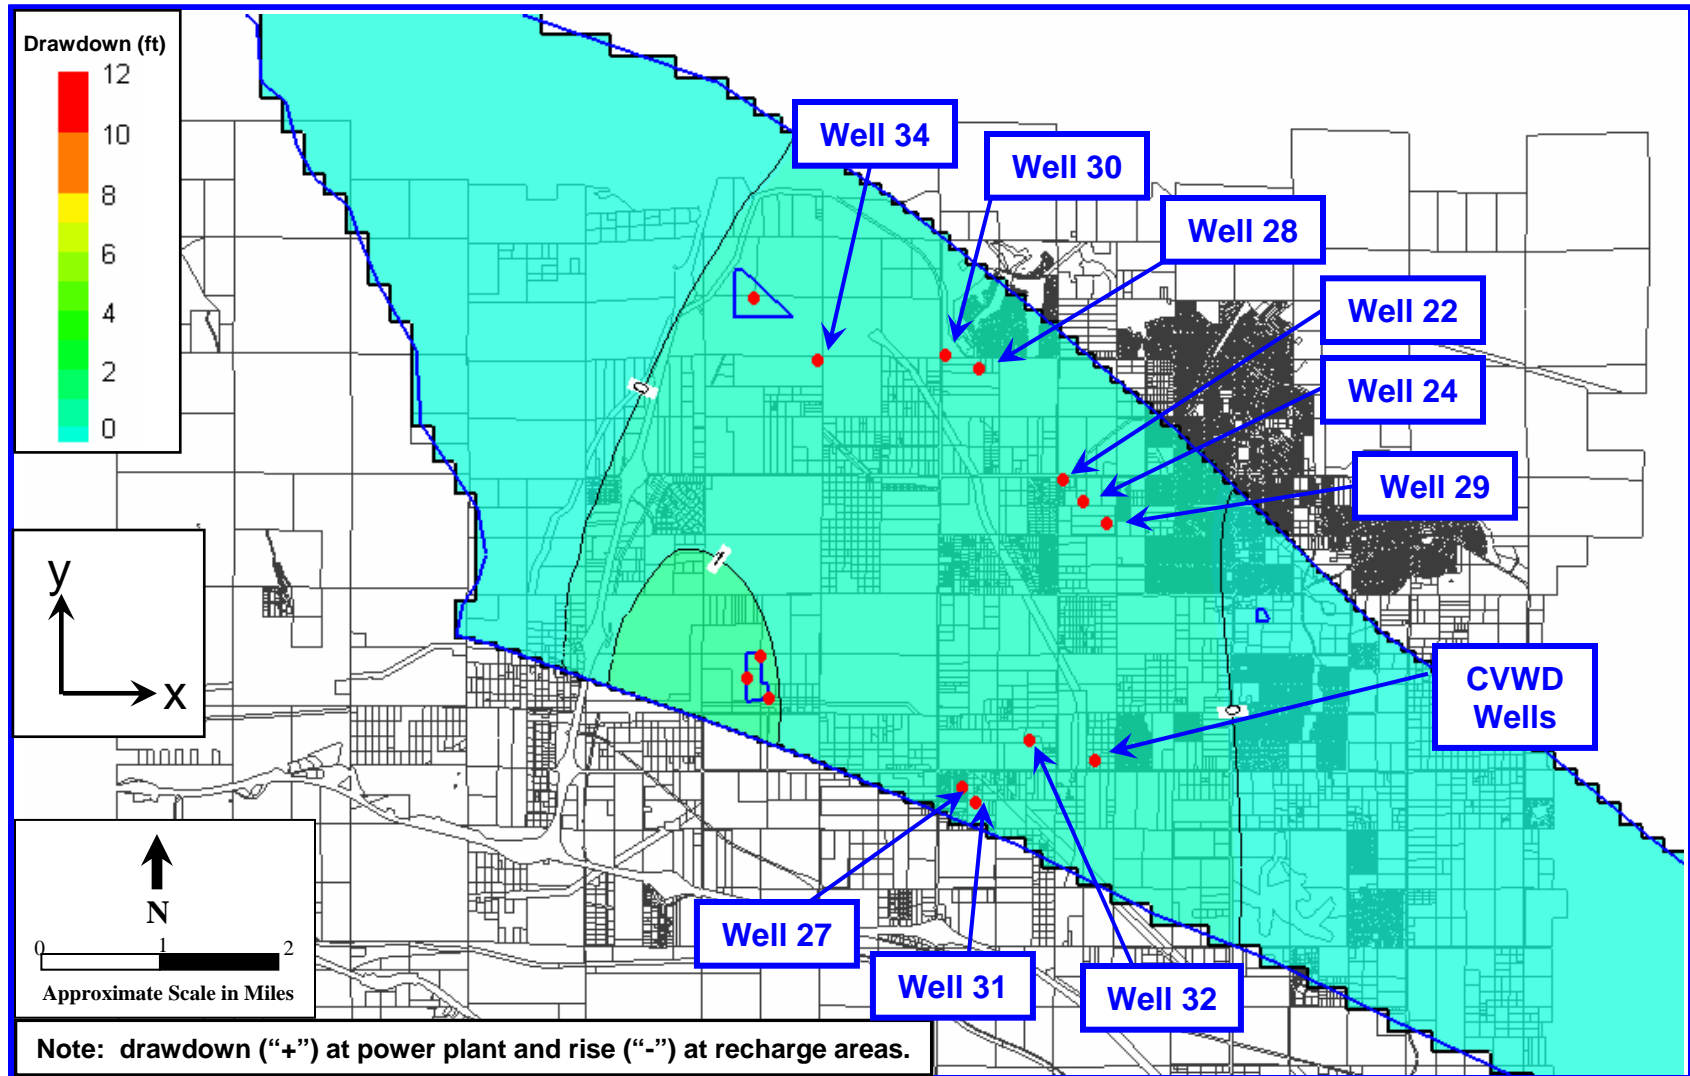 Drawdown (ft)
12
10
8
6
4
2
0
Well 34
Well 30
Well 28
Well 22
Well 24
Well 29
0
1
y
x
CVWD
Wells
0
N
0 1 2
Approximate Scale in Miles
Well 27
Well 31
Well 32
Note: drawdown (“+”) at power plant and rise (“-”) at recharge areas.